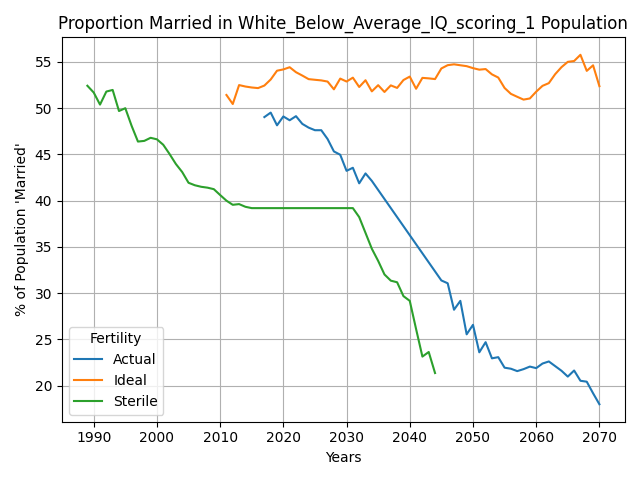 Proportion Married in White_Below_Average_IQ_scoring_1 Population
% of Population 'Married'
55
50
45
40
35
30
25
20
Fertility
Actual
Ideal
Sterile
1990 2000 2010 2020 2030 2040 2050 2060 2070
Years